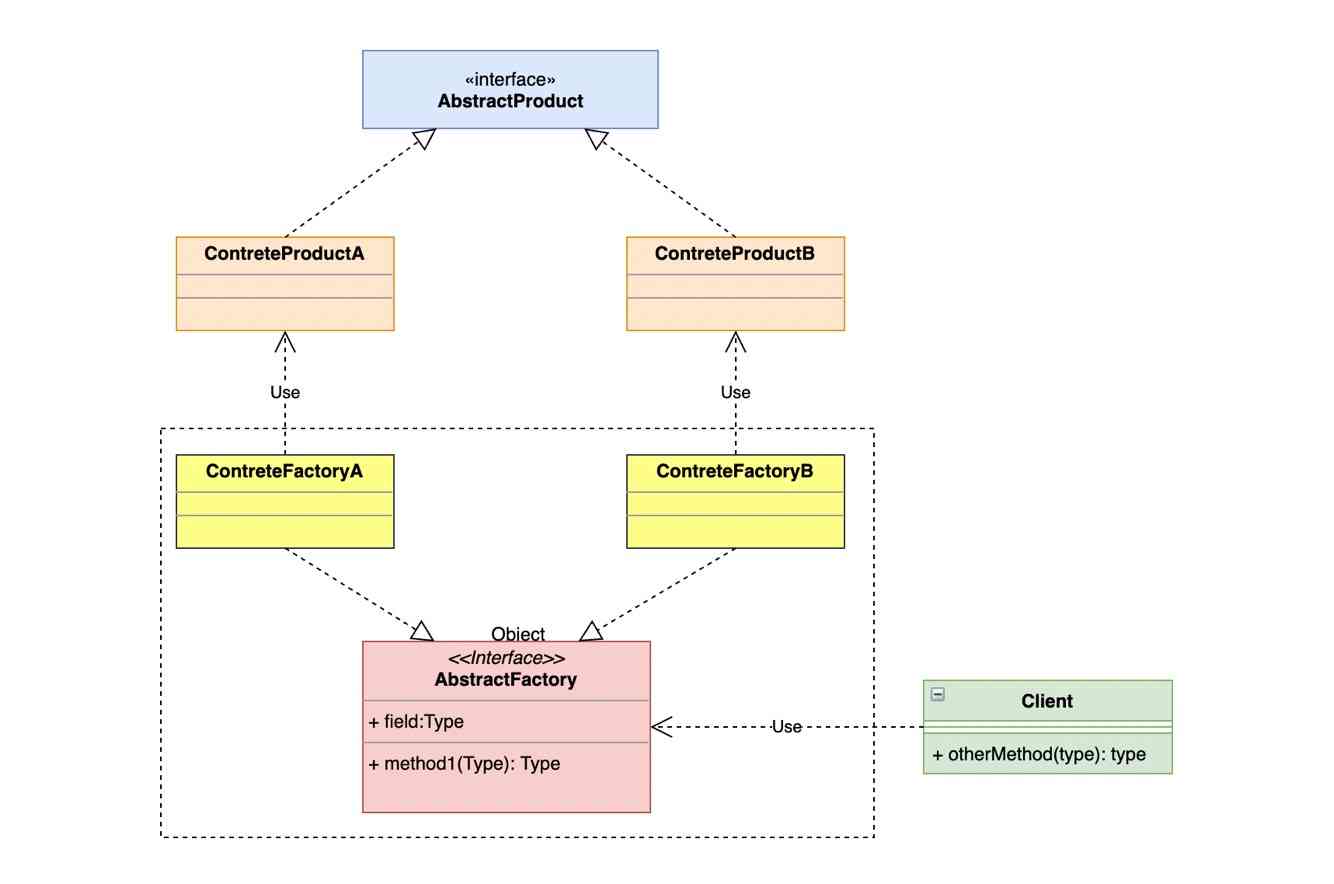 «interface»
AbstractProduct
ContreteProductA
ContreteProductB
Use
Use
ContreteFactoryA
ContreteFactoryB
Object
<<Interface>>
AbstractFactory
+ field:Type
+ method1(Type): Type
Use
Client
+ otherMethod(type): type